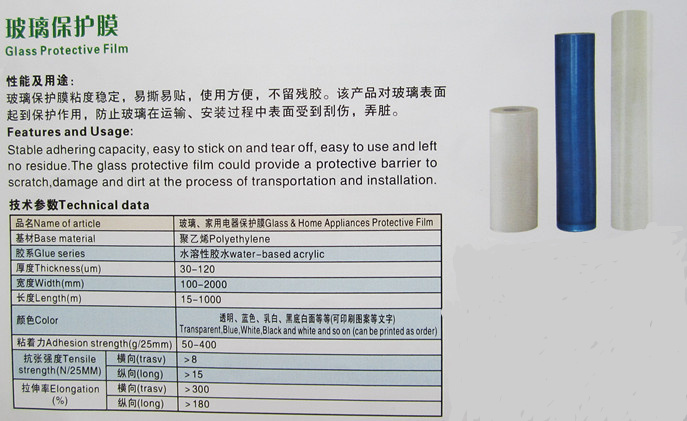 玻璃保护膜
Glass Protective Film
性能及用途：
玻璃保护膜粘度稳定，易撕易贴，使用方便，不留残胶。该产品对玻璃表面
起到保护作用，防止玻璃在运输、安装过程中表面受到刮伤，弄脏。
Features and Usage:
Stable adhering capacity, easy to stick on and tear off, easy to use and left
no residue.The glass protective film could provide a protective barrier to
scratch,damage and dirt at the process of transportation and installation.
技术参数Technical data
品名Name of article 玻璃、家用电器保护膜Glass & Home Appliances Protective Film
基材Base material 聚乙烯Polyethylene
胶系Glue series 水溶性胶水water-based acrylic
厚度Thickness(um) 30-120
宽度Width(mm) 100-2000
长度Length(m) 15-1000
颜色Color 透明、蓝色、乳白、黑底白面等等(可印刷图案等文字)
Transparent,Blue,White,Black and white and so on (can be printed as order)
粘着力Adhesion strength(g/25mm) 50-400
抗张强度Tensile strength(N/25MM) 横向(trasv) >8
纵向(long) >15
拉伸率Elongation (%) 横向(trasv) >300
纵向(long) >180